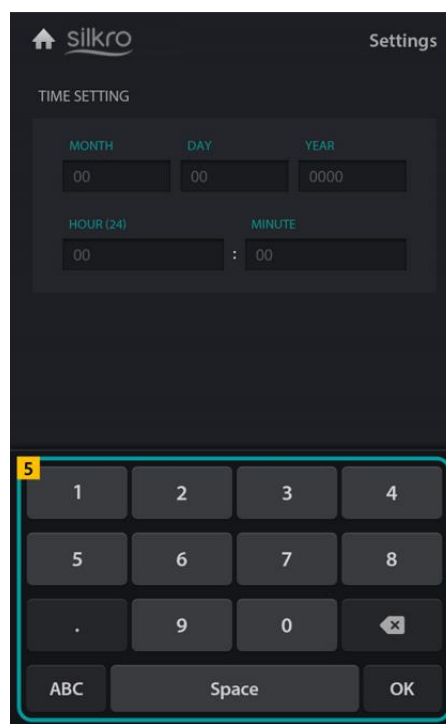 silkro Settings
TIME SETTING
MONTH DAY YEAR
00 00 0000
HOUR (24) MINUTE
00 : 00
5
1 2 3 4
5 6 7 8
. 9 0
ABC Space OK